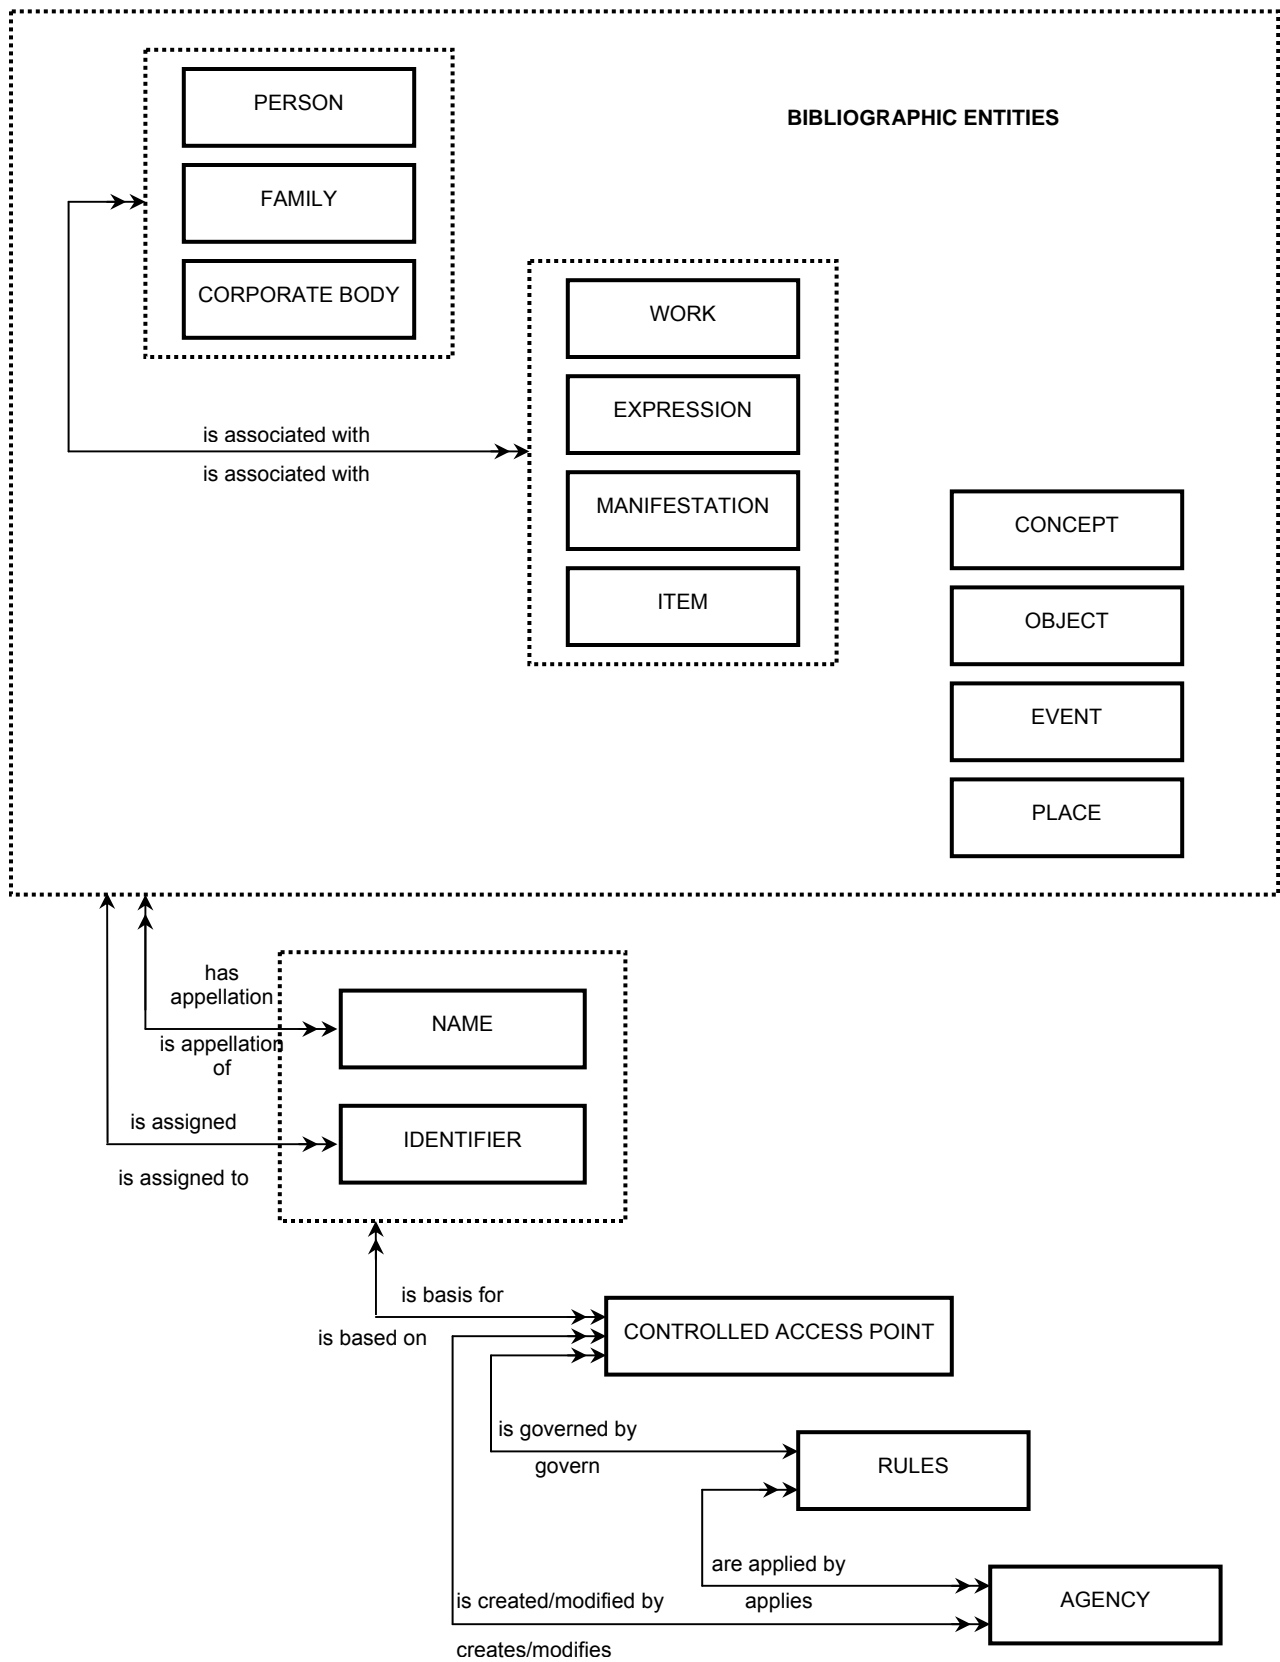 PERSON
BIBLIOGRAPHIC ENTITIES
FAMILY
CORPORATE BODY
WORK
EXPRESSION
is associated with
is associated with
MANIFESTATION
CONCEPT
ITEM
OBJECT
EVENT
PLACE
has
appellation
NAME
is appellation
of
is assigned
IDENTIFIER
is assigned to
is basis for
is based on
CONTROLLED ACCESS POINT
is governed by
govern
RULES
are applied by
applies
is created/modified by
AGENCY
creates/modifies